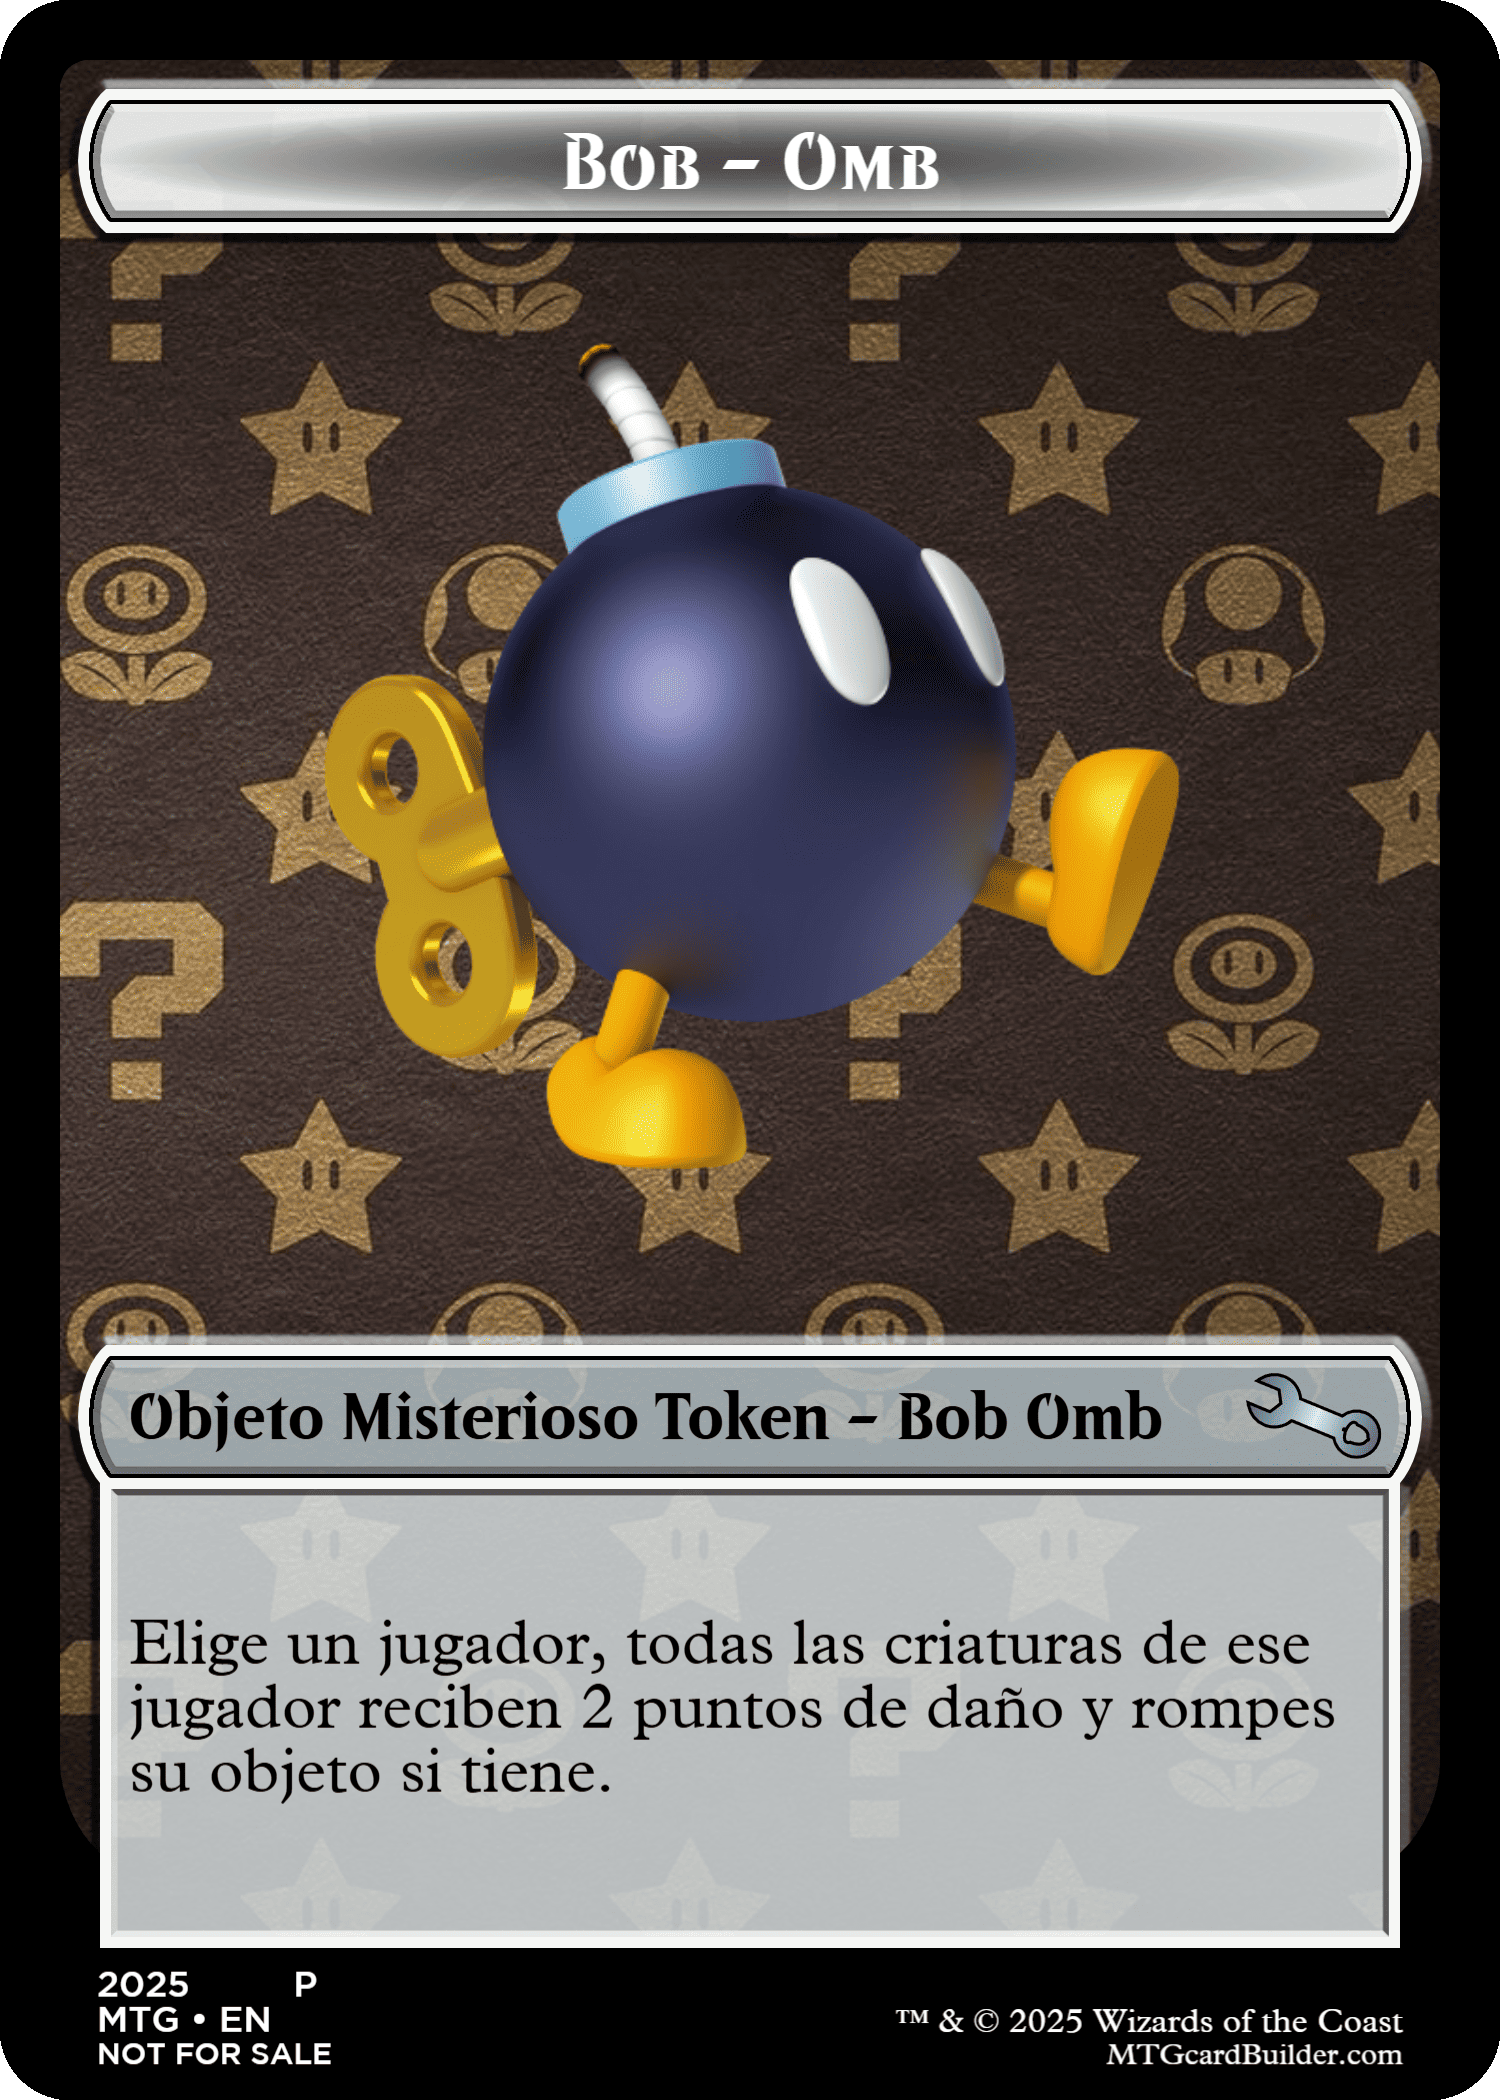 Bob – Omb
Objeto Misterioso Token – Bob Omb
Elige un jugador, todas las criaturas de ese
jugador reciben 2 puntos de daño y rompes
su objeto si tiene.
2025 P
MTG • EN
NOT FOR SALE
™ & © 2025 Wizards of the Coast
MTGcardBuilder.com